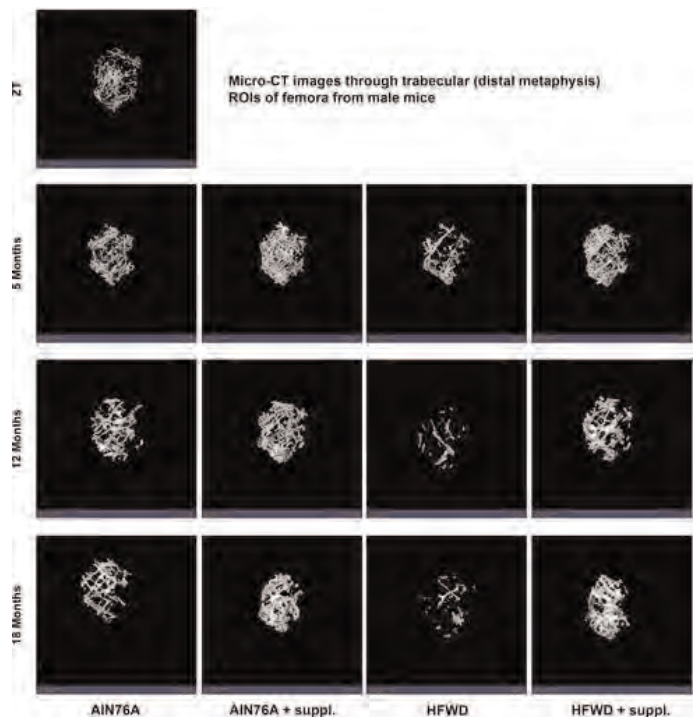 ZT
Micro-CT images through trabecular (distal metaphysis)
ROIs of femora from male mice
5 Months
12 Months
18 Months
AIN76A
AIN76A + suppl.
HFWD
HFWD + suppl.